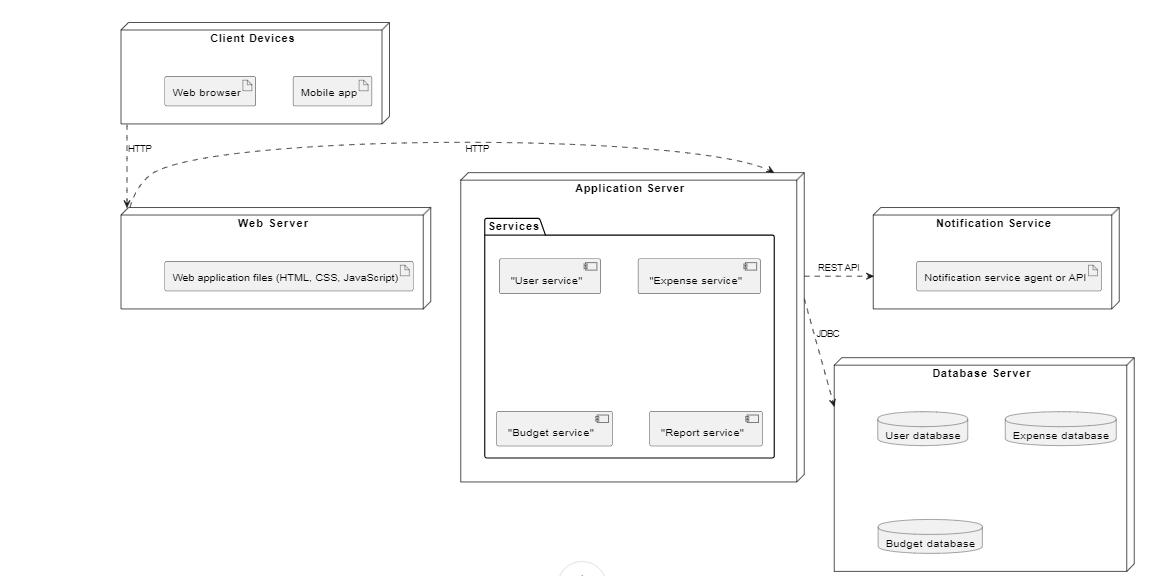 Client Devices
Web browser
Mobile app
HTTP
HTTP
Application Server
Web Server
Web application files (HTML, CSS, JavaScript)
Services
"User service"
"Expense service"
"Budget service"
"Report service"
REST API
Notification Service
Notification service agent or API
JDBC
Database Server
User database
Expense database
Budget database